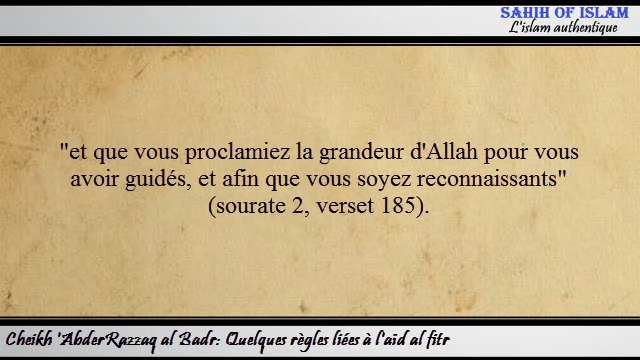 SAHIH OF ISLAM
L'islam authentique
"et que vous proclamiez la grandeur d'Allah pour vous
avoir guidés, et afin que vous soyez reconnaissants"
(sourate 2, verset 185).
Cheikh 'AbderRazzaq al Badr: Quelques règles liées à l'aïd al fitr